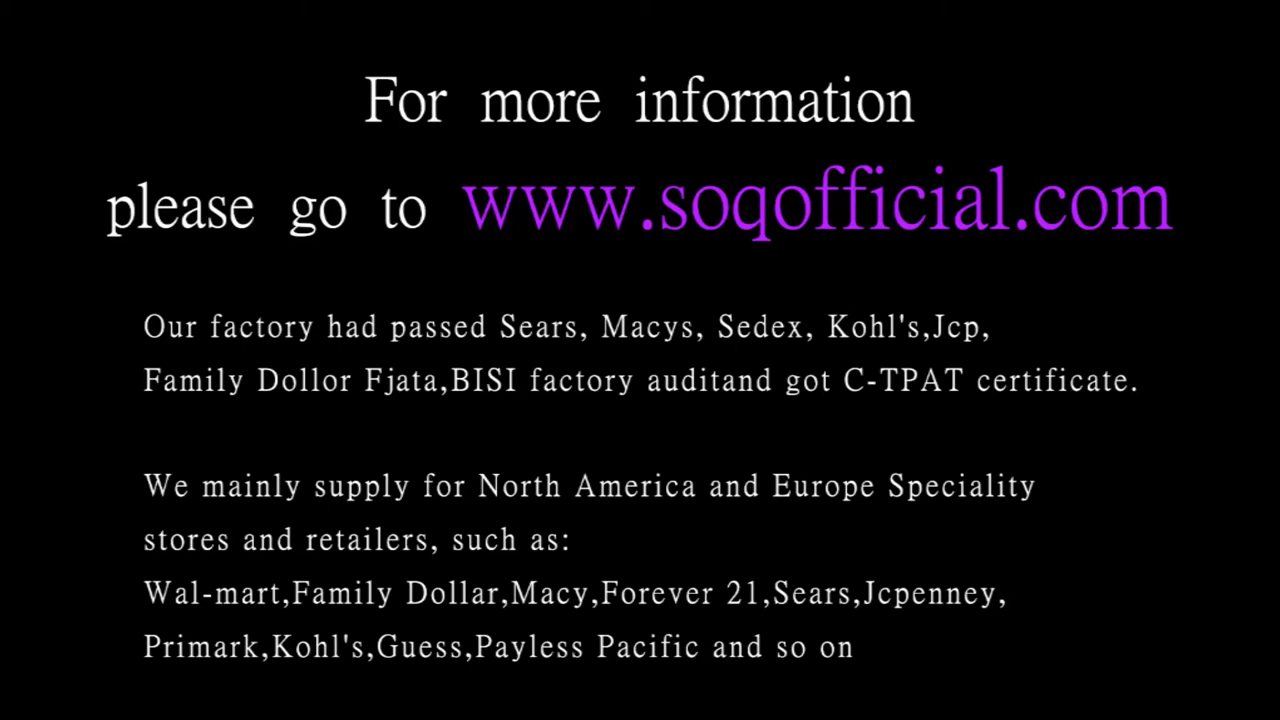 For more information
please go to www.soqofficial.com
Our factory had passed Sears, Macys, Sedex, Kohl's,Jcp,
Family Dollor Fjata,BISI factory auditand got C-TPAT certificate.
We mainly supply for North America and Europe Speciality
stores and retailers, such as:
Wal-mart,Family Dollar,Macy,Forever 21,Sears,Jcpenney,
Primark,Kohl's,Guess,Payless Pacific and so on